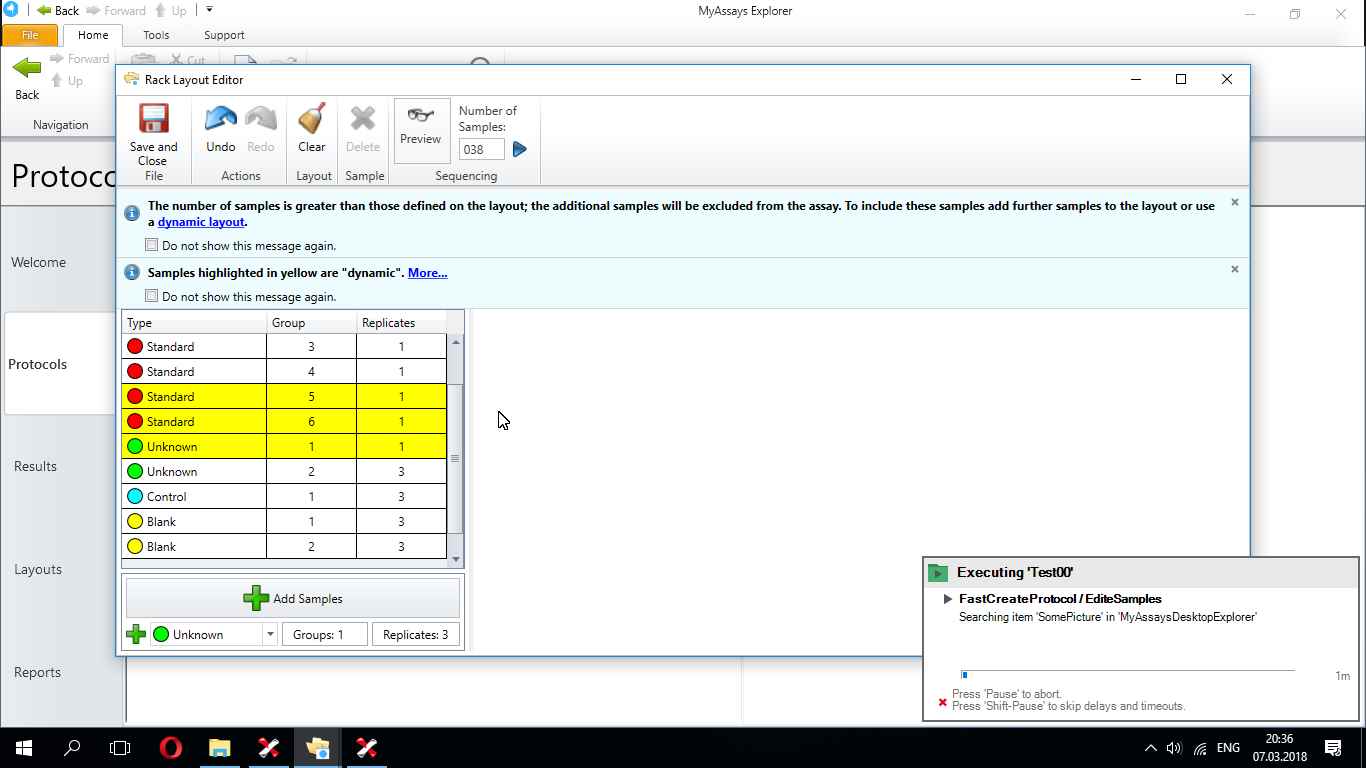 Back Forward Up MyAssays Explorer
File Home Tools Support
Forward Cut
Up
Back
Navigation
Rack Layout Editor
Number of
Samples:
Save and Close Undo Redo Clear Delete Preview 038
File Actions Layout Sample Sequencing
Protoco
The number of samples is greater than those defined on the layout; the additional samples will be excluded from the assay. To include these samples add further samples to the layout or use
a dynamic layout.
Do not show this message again.
Samples highlighted in yellow are "dynamic". More...
Do not show this message again.
Welcome
Protocols
Results
Layouts
Reports
Type Group Replicates
Standard 3 1
Standard 4 1
Standard 5 1
Standard 6 1
Unknown 1 1
Unknown 2 3
Control 1 3
Blank 1 3
Blank 2 3
Add Samples
Unknown Groups: 1 Replicates: 3
Executing 'Test00'
FastCreateProtocol / EditeSamples
Searching item 'SomePicture' in 'MyAssaysDesktopExplorer'
1m
Press 'Pause' to abort.
Press 'Shift-Pause' to skip delays and timeouts.
ENG
20:36
07.03.2018